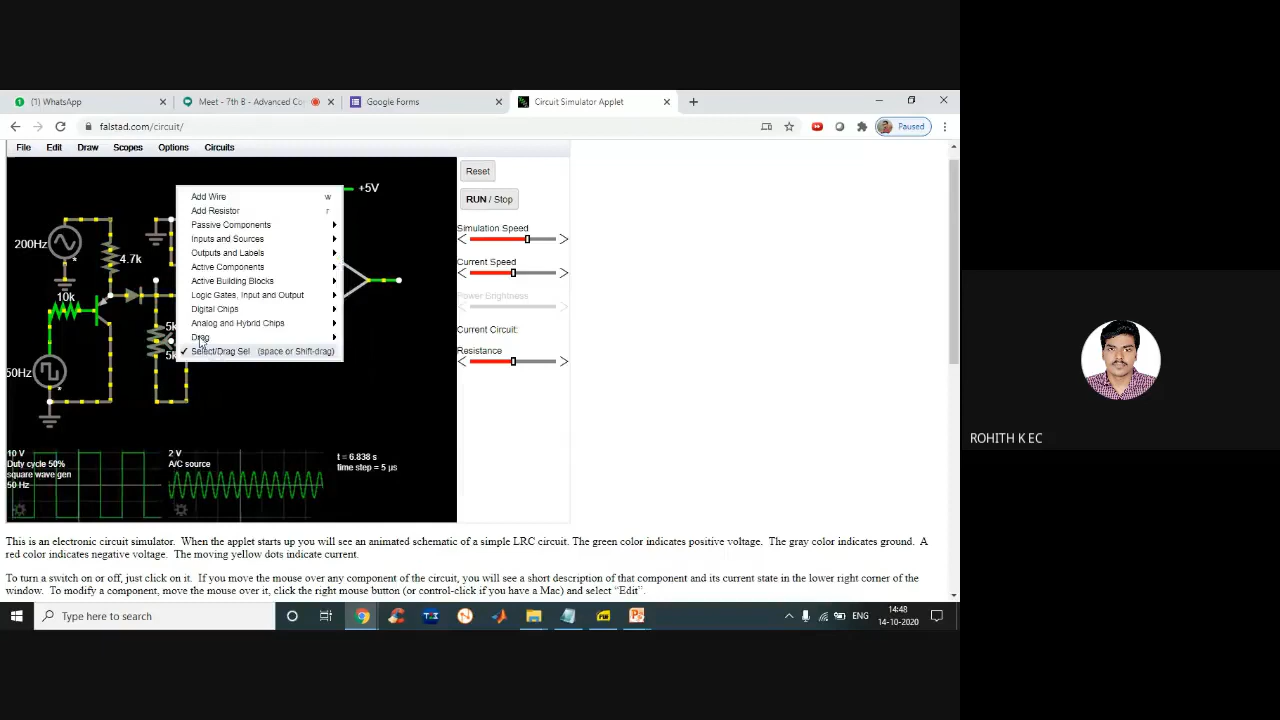 (1) WhatsApp
Meet - 7th B - Advanced Co
Google Forms
Circuit Simulator Applet
falstad.com/circuit/
Paused
File Edit Draw Scopes Options Circuits
Add Wire w
Add Resistor r
Passive Components
Inputs and Sources
Outputs and Labels
Active Components
Active Building Blocks
Logic Gates, Input and Output
Digital Chips
Analog and Hybrid Chips
Drag
✓ Select/Drag Sel (space or Shift-drag)
+5V
200Hz
4.7k
10k
5k
5k
50Hz
Reset
RUN / Stop
Simulation Speed
Current Speed
Power Brightness
Current Circuit:
Resistance
10 V
Duty cycle 50%
square wave gen
50 Hz
2 V
A/C source
t = 6.838 s
time step = 5 μs
This is an electronic circuit simulator. When the applet starts up you will see an animated schematic of a simple LRC circuit. The green color indicates positive voltage. The gray color indicates ground. A
red color indicates negative voltage. The moving yellow dots indicate current.
To turn a switch on or off, just click on it. If you move the mouse over any component of the circuit, you will see a short description of that component and its current state in the lower right corner of the
window. To modify a component, move the mouse over it, click the right mouse button (or control-click if you have a Mac) and select “Edit”.
Type here to search
ENG
14:48
14-10-2020
ROHITH K EC